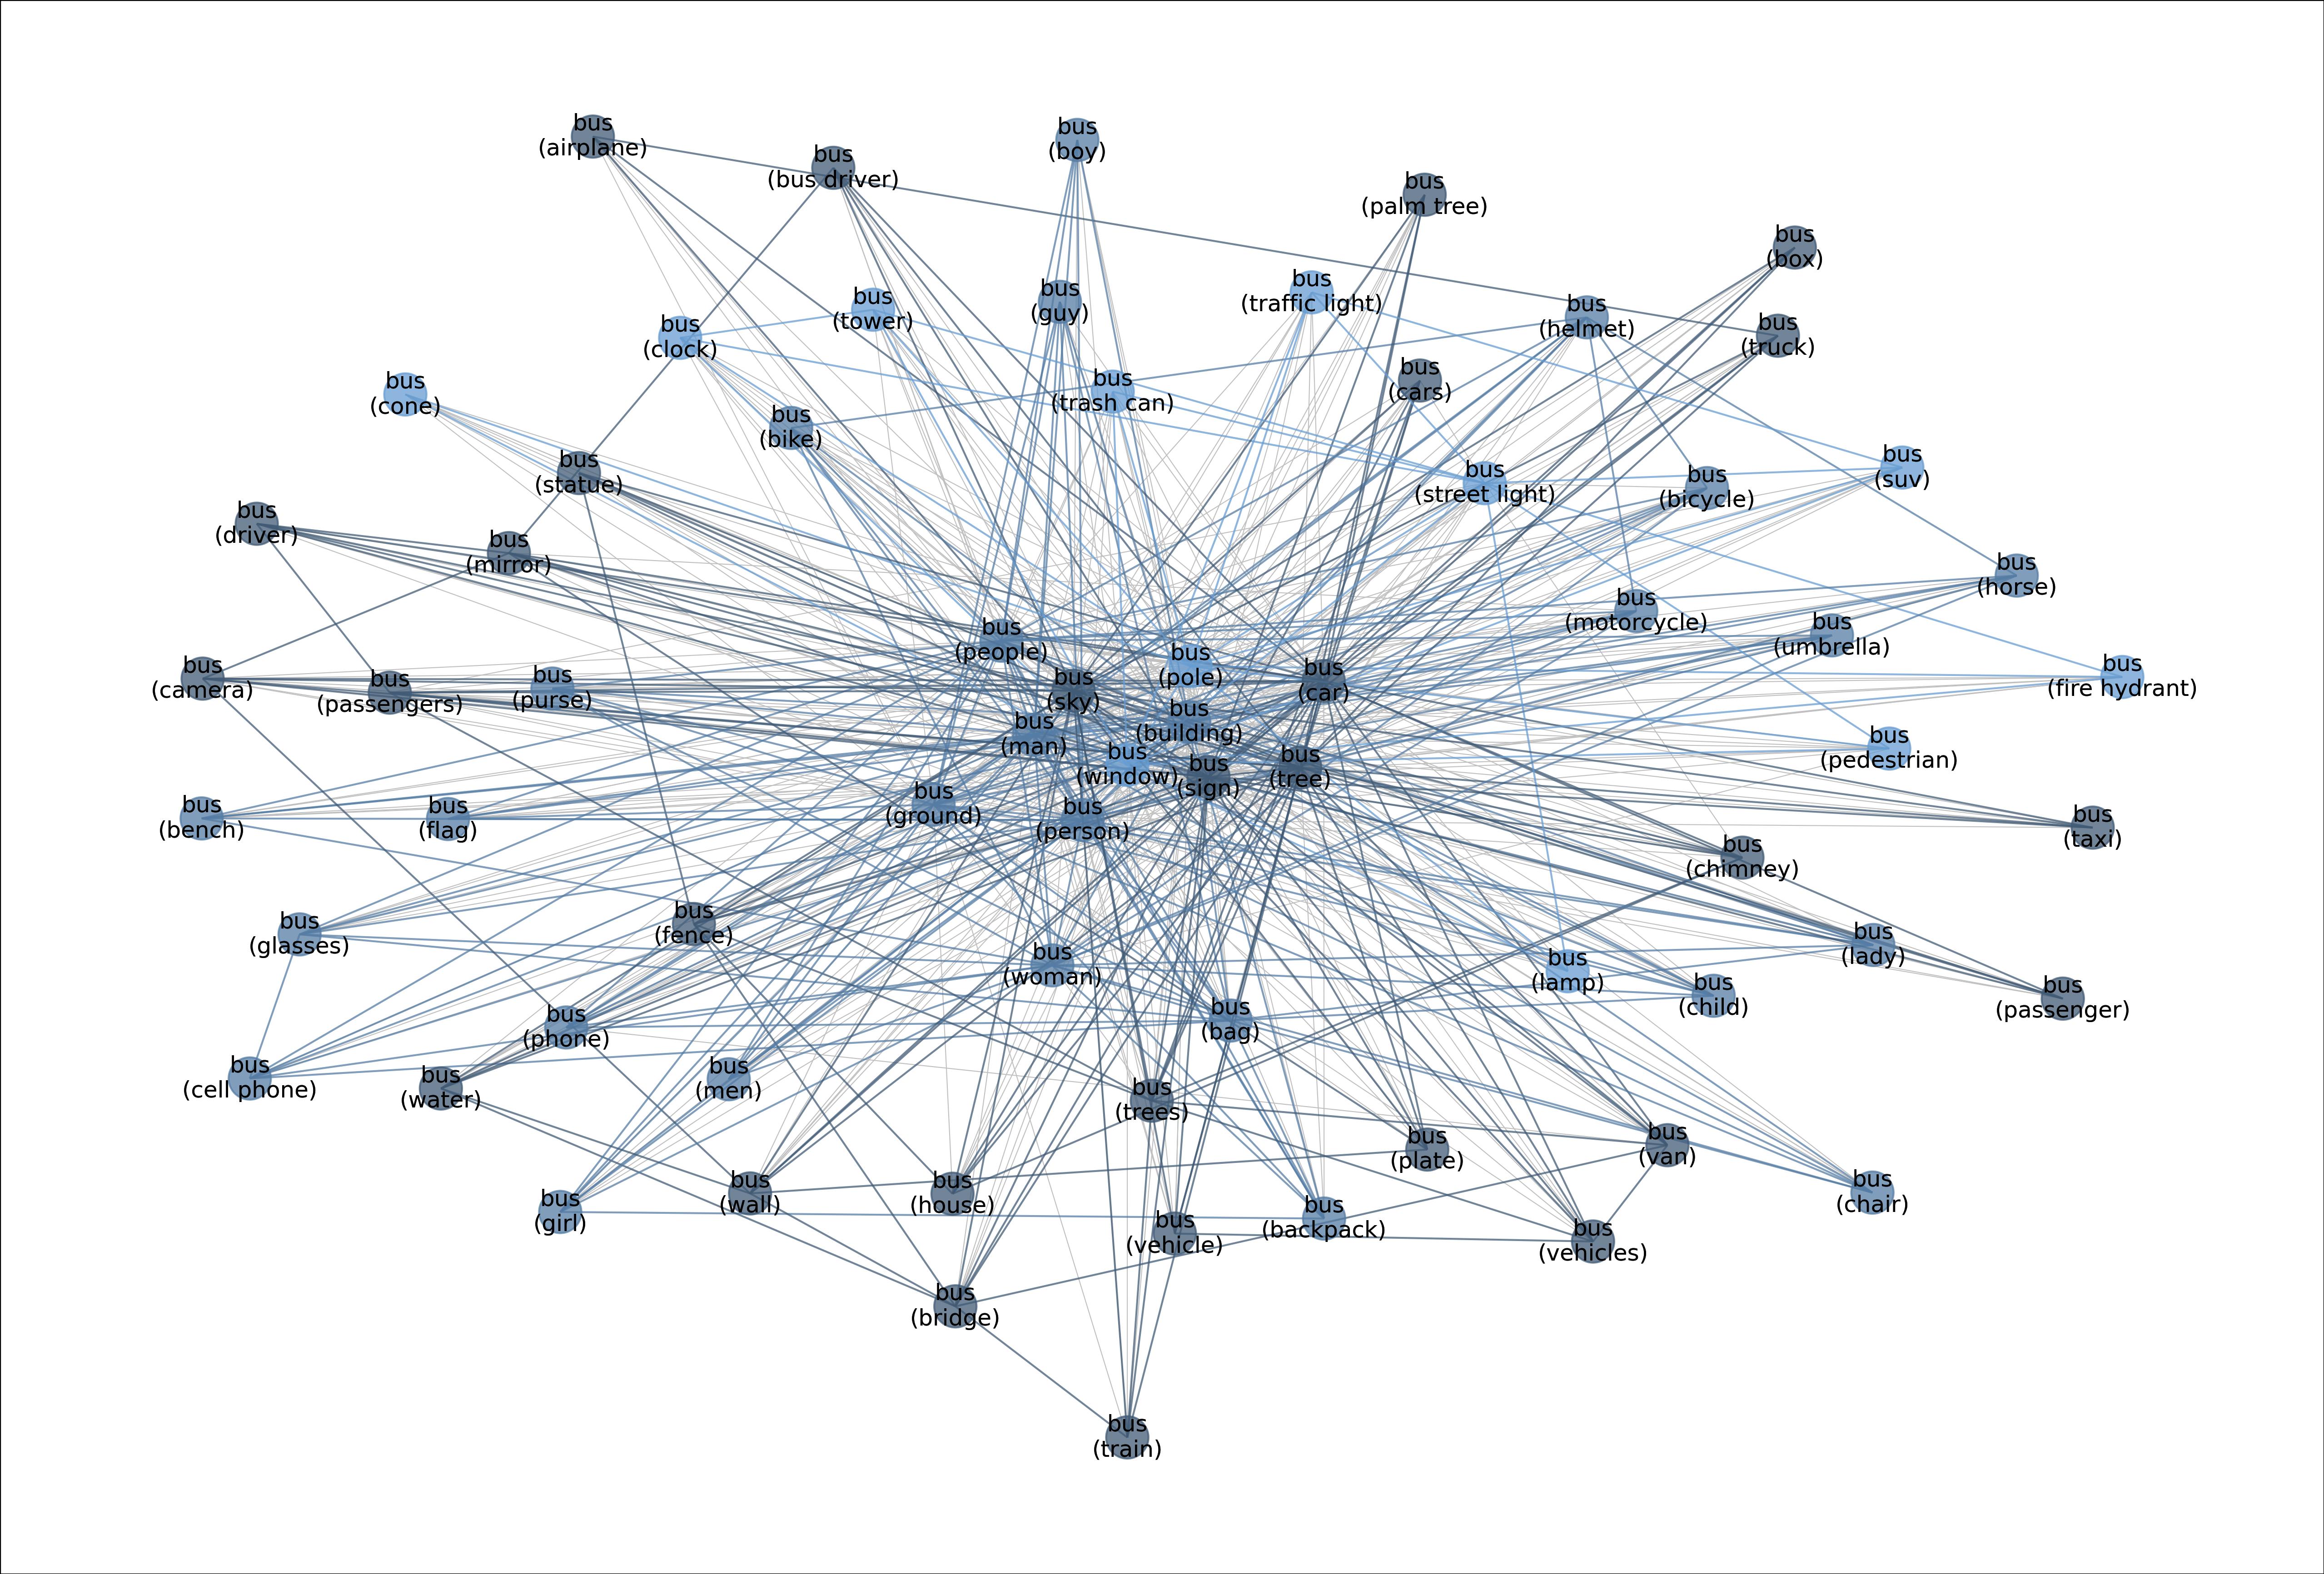 bus
(airplane)
bus
(bus driver)
bus
(boy)
bus
(palm tree)
bus
(box)
bus
(tower)
bus
(guy)
bus
(traffic light)
bus
(helmet)
bus
(truck)
bus
(clock)
bus
(cone)
bus
(bike)
bus
(trash can)
bus
(cars)
bus
(statue)
bus
(street light)
bus
(bicycle)
bus
(suv)
bus
(driver)
bus
(mirror)
bus
(horse)
bus
(people)
bus
(motorcycle)
bus
(umbrella)
bus
(camera)
bus
(passengers)
bus
(purse)
bus
(sky)
bus
(pole)
bus
(car)
bus
(fire hydrant)
bus
(man)
bus
(building)
bus
(pedestrian)
bus
(window)
bus
(sign)
bus
(tree)
bus
(bench)
bus
(flag)
bus
(ground)
bus
(person)
bus
(taxi)
bus
(chimney)
bus
(glasses)
bus
(fence)
bus
(woman)
bus
(lamp)
bus
(child)
bus
(lady)
bus
(passenger)
bus
(phone)
bus
(bag)
bus
(cell phone)
bus
(water)
bus
(men)
bus
(trees)
bus
(plate)
bus
(van)
bus
(girl)
bus
(wall)
bus
(house)
bus
(vehicle)
bus
(backpack)
bus
(vehicles)
bus
(chair)
bus
(bridge)
bus
(train)